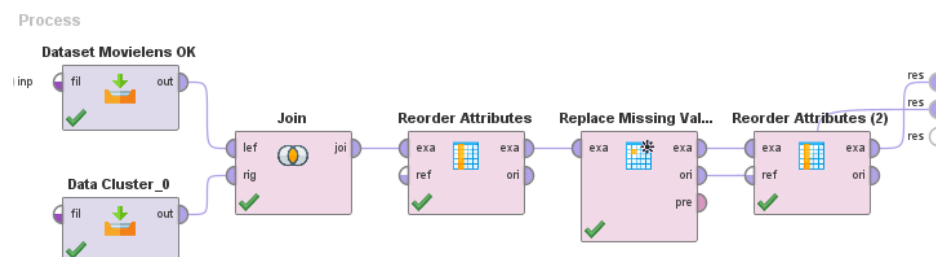 Process
Dataset Movielens OK
inp
fil
out
res
res
res
Join
lef
joi
rig
Reorder Attributes
exa
exa
ref
ori
Replace Missing Val...
exa
exa
ori
pre
Reorder Attributes (2)
exa
exa
ref
ori
Data Cluster_0
fil
out